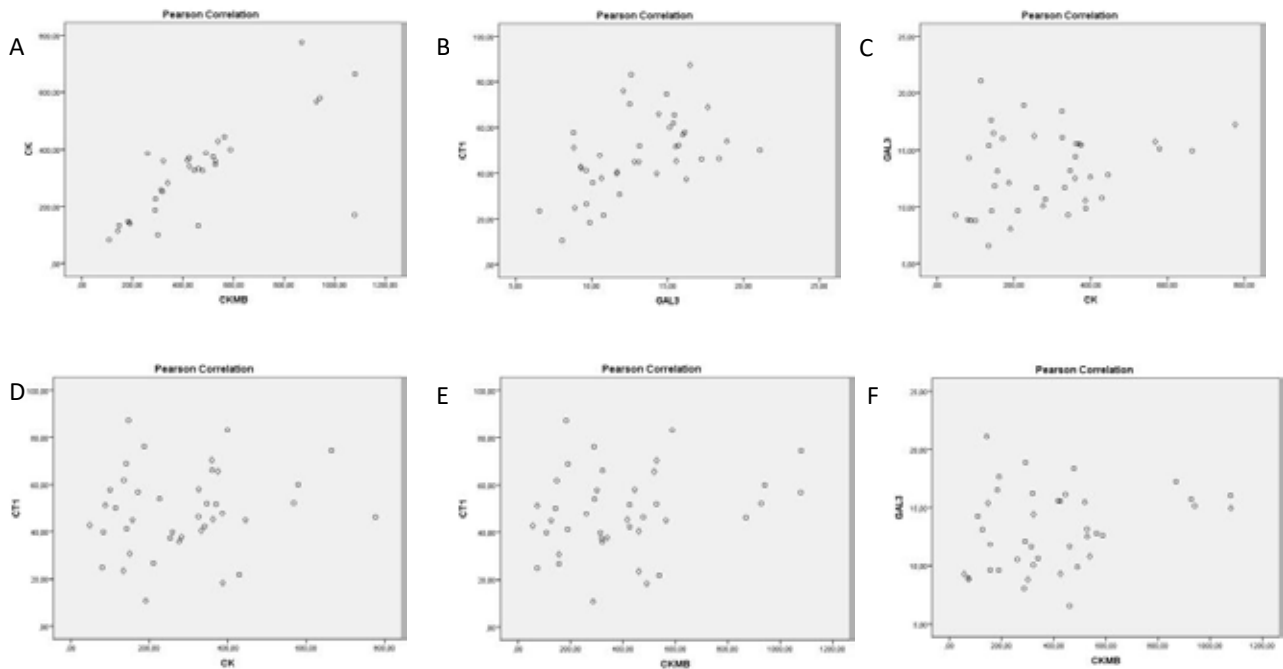 A
Pearson Correlation
CK
800,00
600,00
400,00
200,00
,00
,00 200,00 400,00 600,00 800,00 1000,00 1200,00
CKMB
B
Pearson Correlation
CT1
100,00
80,00
60,00
40,00
20,00
,00
5,00 10,00 15,00 20,00 25,00
GAL3
C
Pearson Correlation
GAL3
25,00
20,00
15,00
10,00
5,00
,00 200,00 400,00 600,00 800,00
CK
D
Pearson Correlation
CT1
100,00
80,00
60,00
40,00
20,00
,00
,00 200,00 400,00 600,00 800,00
CK
E
Pearson Correlation
CT1
100,00
80,00
60,00
40,00
20,00
,00
,00 200,00 400,00 600,00 800,00 1000,00 1200,00
CKMB
F
Pearson Correlation
GAL3
25,00
20,00
15,00
10,00
5,00
,00 200,00 400,00 600,00 800,00 1000,00 1200,00
CKMB